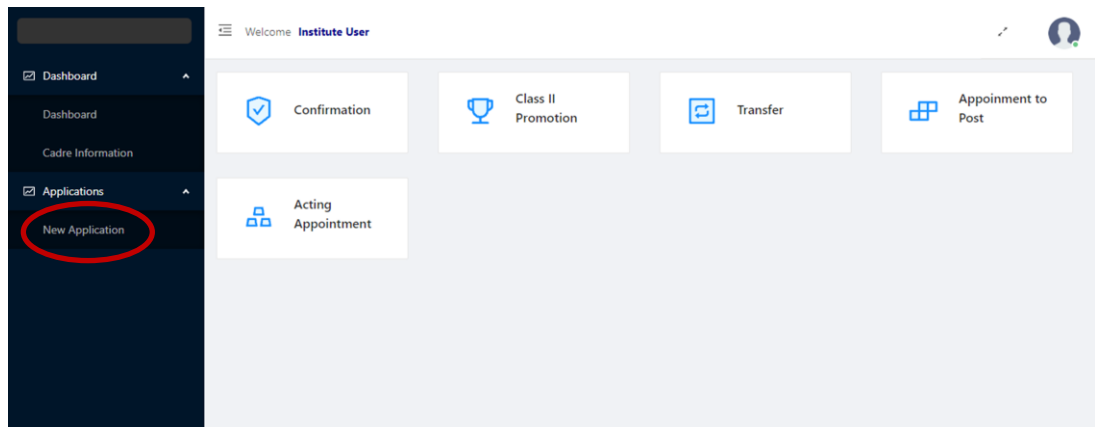 Welcome Institute User
Dashboard
Dashboard
Cadre Information
Applications
New Application
Confirmation
Class II
Promotion
Transfer
Appoinment to
Post
Acting
Appointment